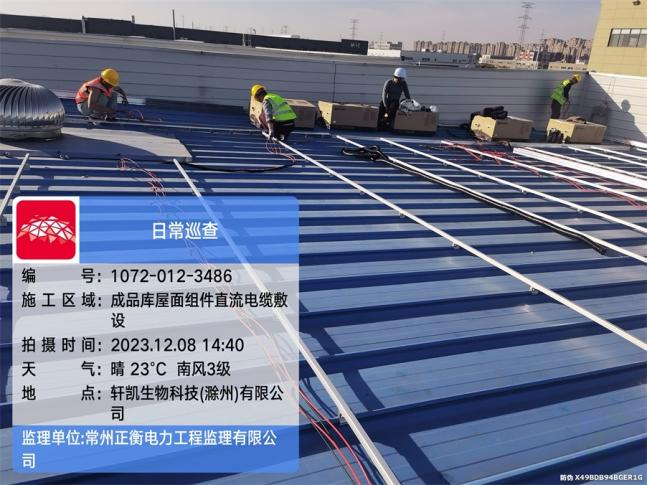 日常巡查
编 号：1072-012-3486
施工区域：成品库屋面组件直流电缆敷
设
拍摄时间：2023.12.08 14:40
天 气：晴 23°C 南风3级
地 点：轩凯生物科技(滁州)有限公
司
监理单位:常州正衡电力工程监理有限公
司
防伪 X49BDB94BGER1G